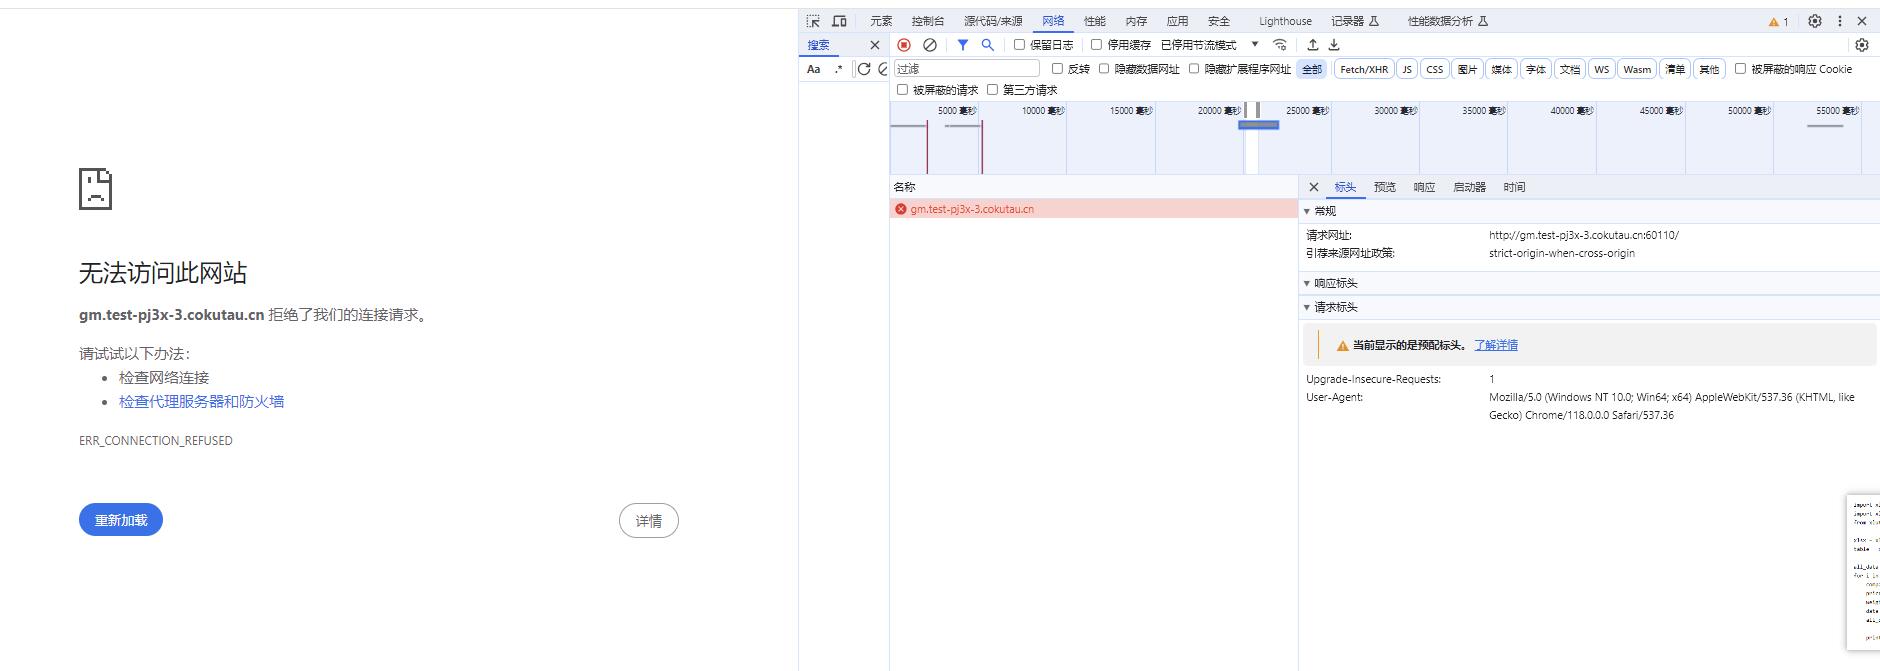 无法访问此网站
gm.test-pj3x-3.cokutau.cn 拒绝了我们的连接请求。
请试试以下办法：
检查网络连接
检查代理服务器和防火墙
ERR_CONNECTION_REFUSED
重新加载
详情
元素 控制台 源代码/来源 网络 性能 内存 应用 安全 Lighthouse 记录器 性能数据分析 1
搜索
Aa .*
保留日志 停用缓存 已停用节流模式
过滤 反转 隐藏数据网址 隐藏扩展程序网址 全部 Fetch/XHR JS CSS 图片 媒体 字体 文档 WS Wasm 清单 其他 被屏蔽的响应 Cookie
被屏蔽的请求 第三方请求
5000 毫秒 10000 毫秒 15000 毫秒 20000 毫秒 25000 毫秒 30000 毫秒 35000 毫秒 40000 毫秒 45000 毫秒 50000 毫秒 55000 毫秒
名称
gm.test-pj3x-3.cokutau.cn
标头 预览 响应 启动器 时间
常规
请求网址: http://gm.test-pj3x-3.cokutau.cn:60110/
引荐来源网址政策: strict-origin-when-cross-origin
响应标头
请求标头
当前显示的是预配标头。 了解详情
Upgrade-Insecure-Requests: 1
User-Agent: Mozilla/5.0 (Windows NT 10.0; Win64; x64) AppleWebKit/537.36 (KHTML, like
Gecko) Chrome/118.0.0.0 Safari/537.36
import
import
from
table
all_data
for i in
data